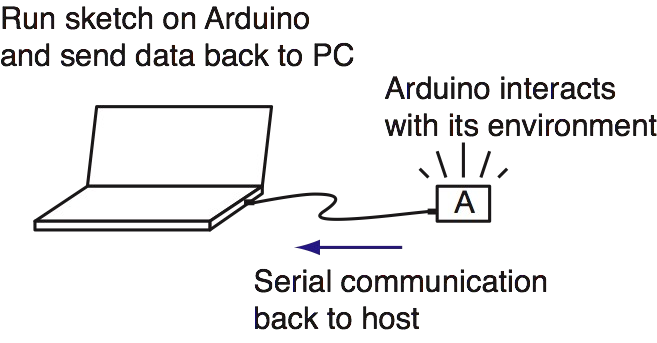 Run sketch on Arduino
and send data back to PC
Arduino interacts
with its environment
A
Serial communication
back to host